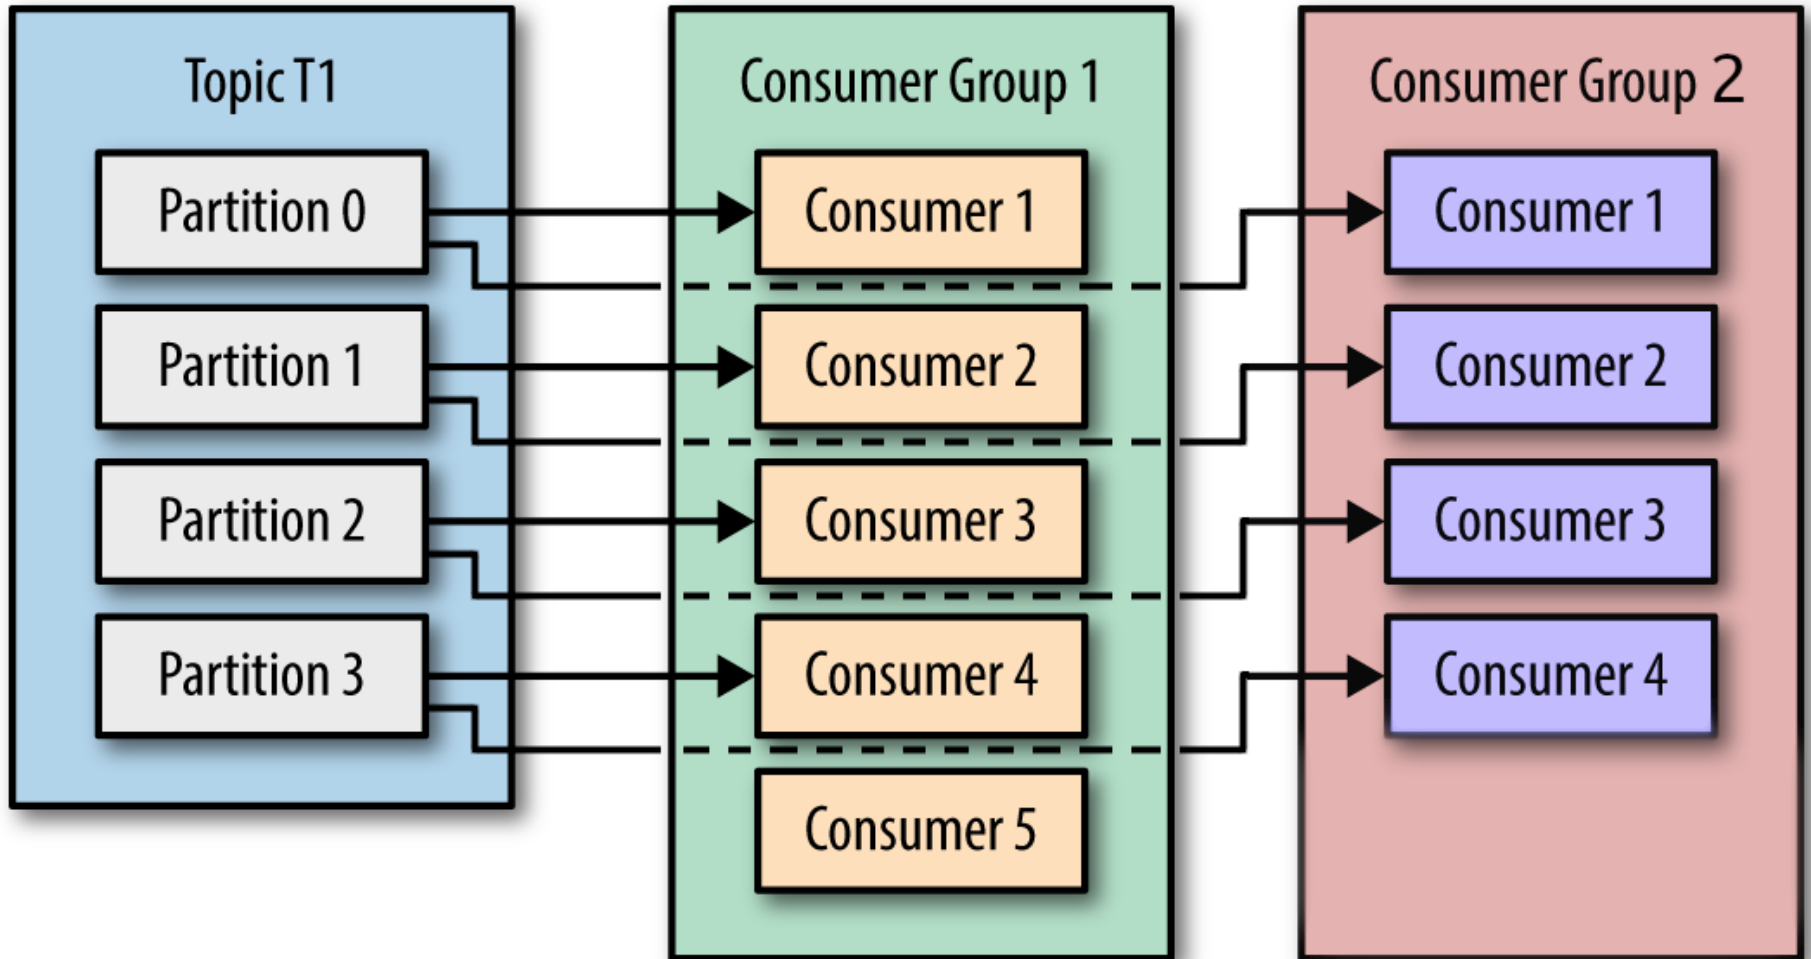 Topic T1
Partition 0
Partition 1
Partition 2
Partition 3
Consumer Group 1
Consumer 1
Consumer 2
Consumer 3
Consumer 4
Consumer 5
Consumer Group 2
Consumer 1
Consumer 2
Consumer 3
Consumer 4